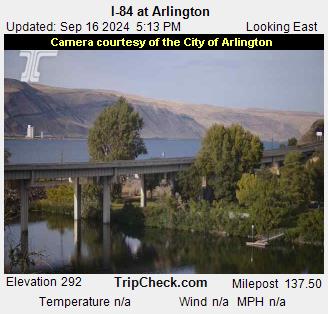 I-84 at Arlington
Updated: Sep 16 2024 5:13 PM Looking East
Camera courtesy of the City of Arlington
Elevation 292 TripCheck.com Milepost 137.50
Temperature n/a Wind n/a MPH n/a